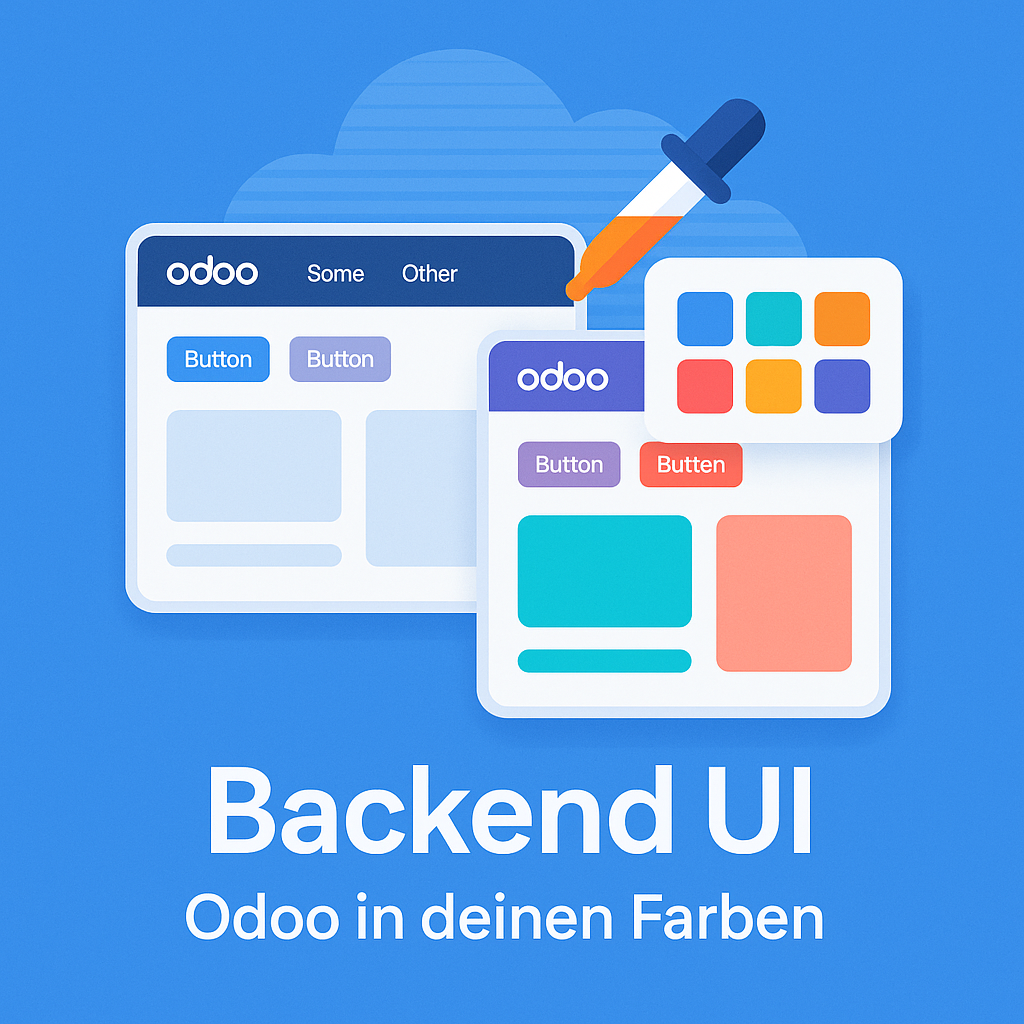 odoo Some Other
Button Button
odoo
Button Butten
Backend UI
Odoo in deinen Farben